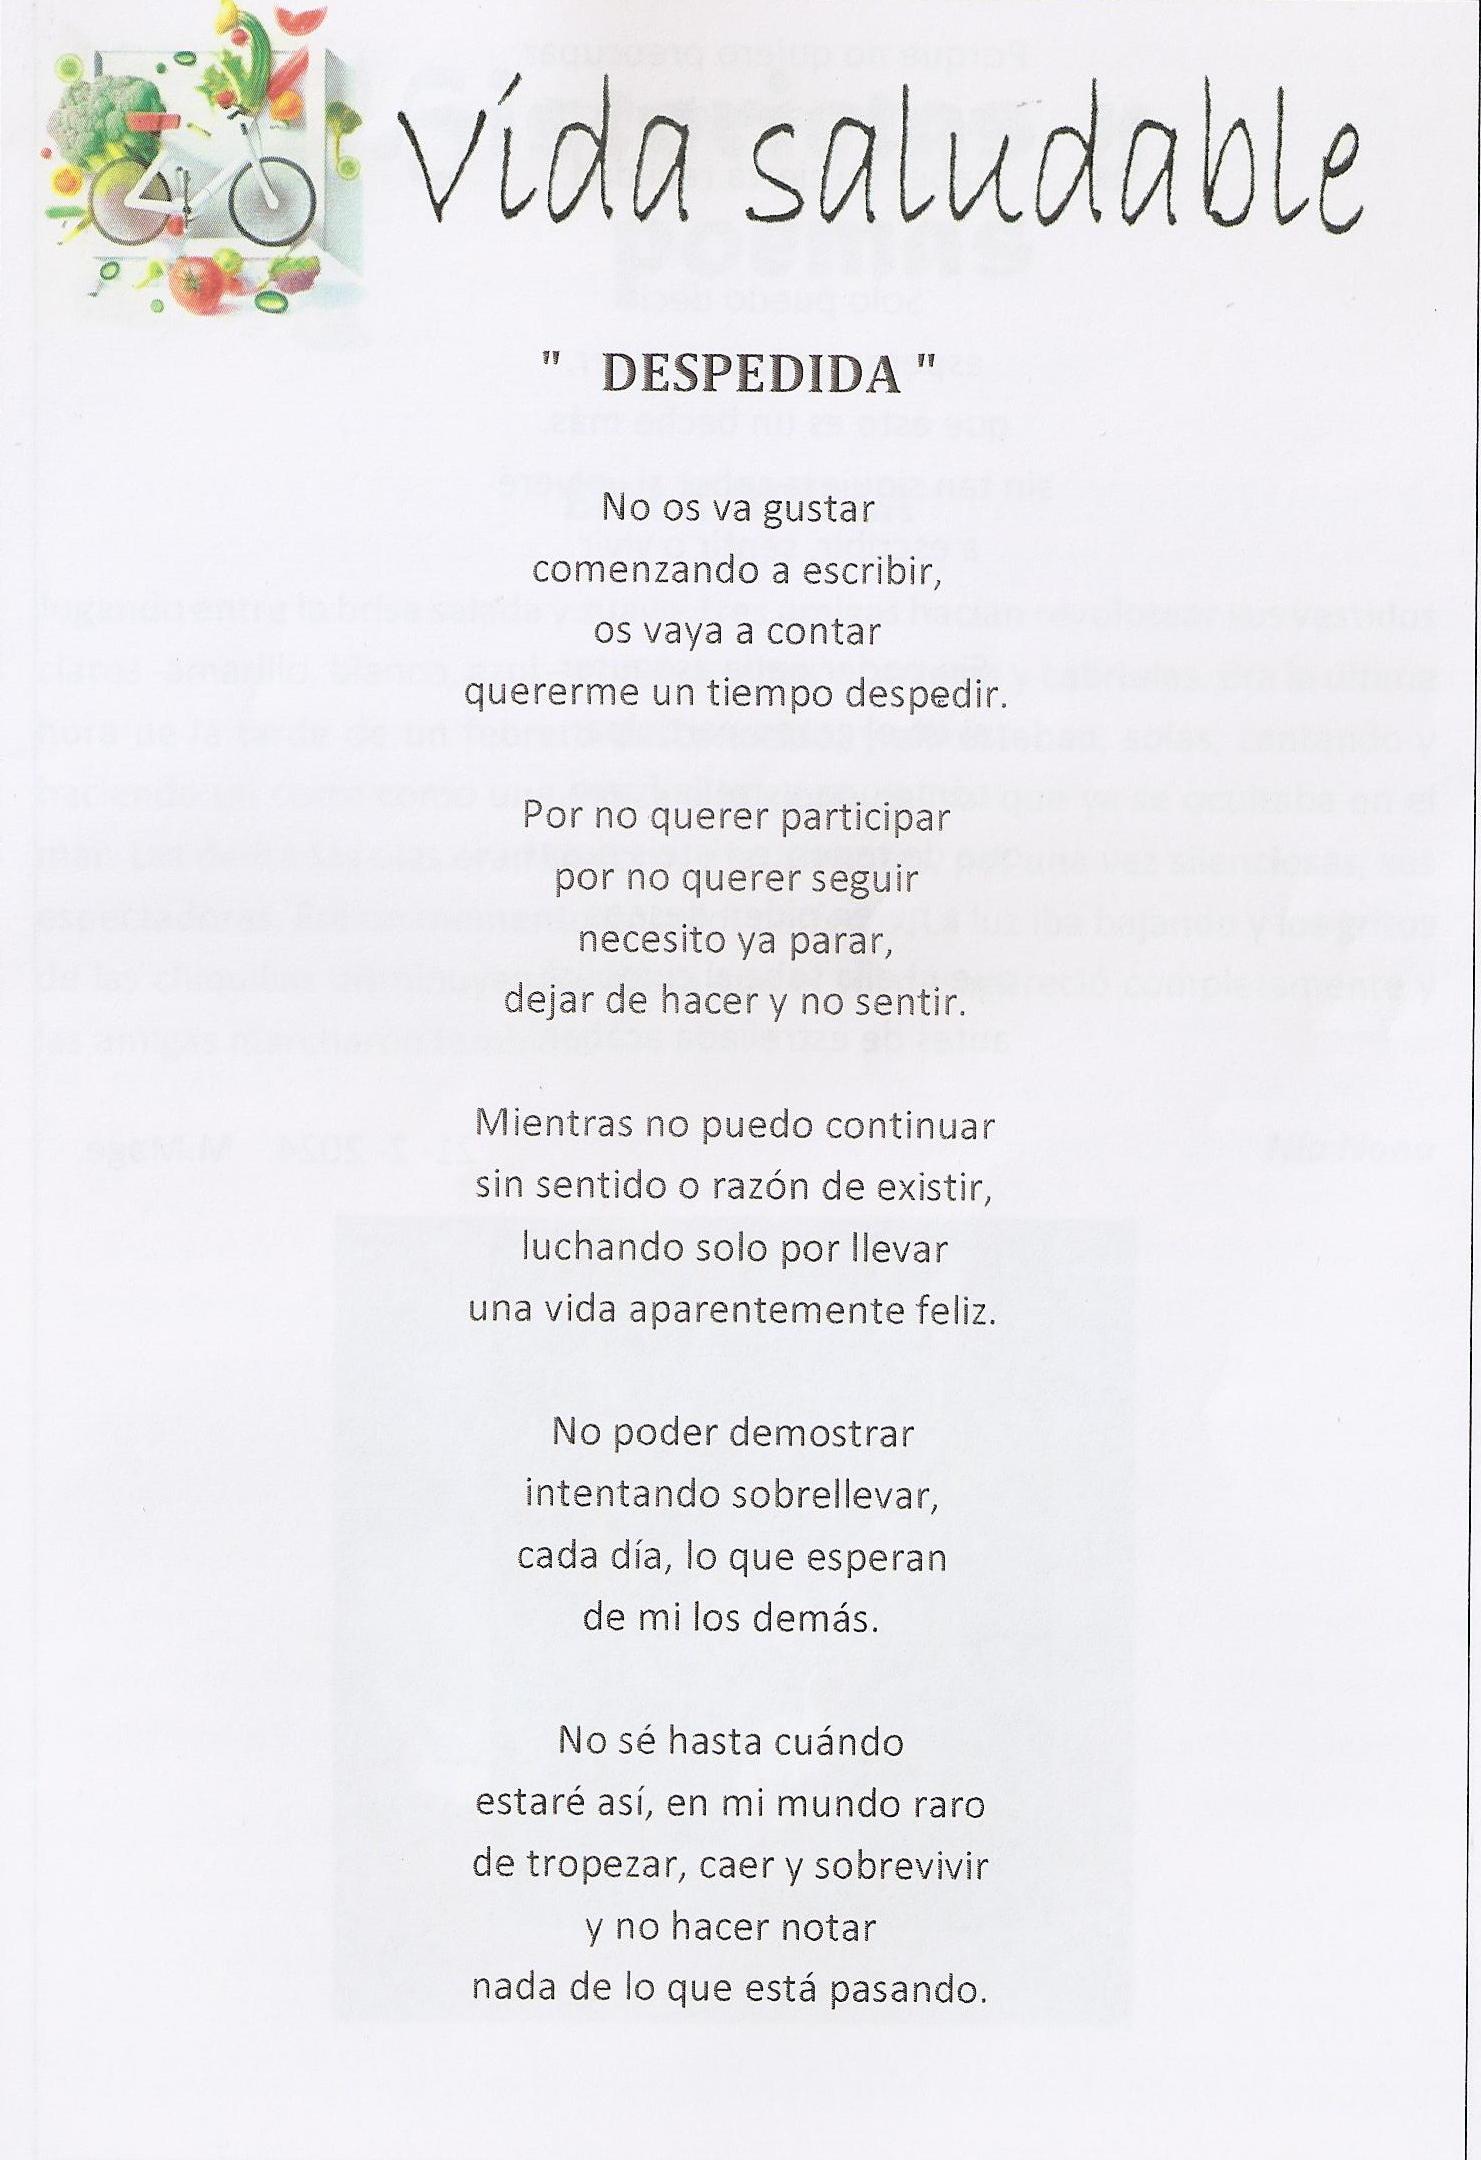 Vida saludable
" DESPEDIDA "
No os va gustar
comenzando a escribir,
os vaya a contar
quererme un tiempo despedir.
Por no querer participar
por no querer seguir
necesito ya parar,
dejar de hacer y no sentir.
Mientras no puedo continuar
sin sentido o razón de existir,
luchando solo por llevar
una vida aparentemente feliz.
No poder demostrar
intentando sobrellevar,
cada día, lo que esperan
de mi los demás.
No sé hasta cuándo
estaré así, en mi mundo raro
de tropezar, caer y sobrevivir
y no hacer notar
nada de lo que está pasando.